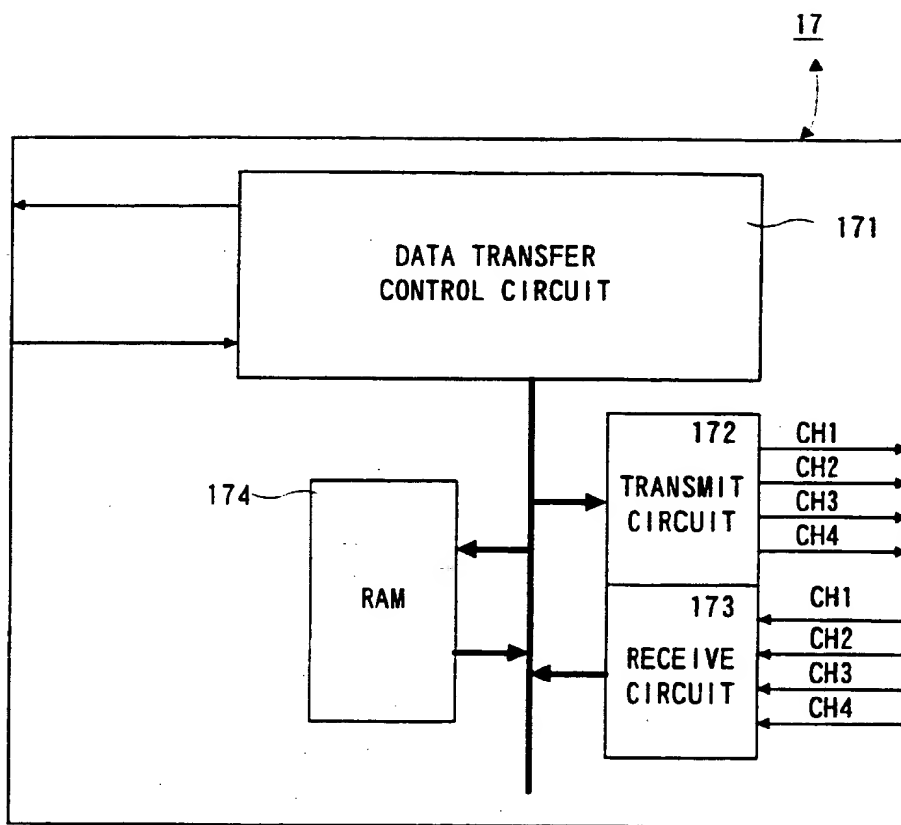 17
DATA TRANSFER
CONTROL CIRCUIT
171
172
TRANSMIT
CIRCUIT
CH1
CH2
CH3
CH4
174
RAM
173
RECEIVE
CIRCUIT
CH1
CH2
CH3
CH4